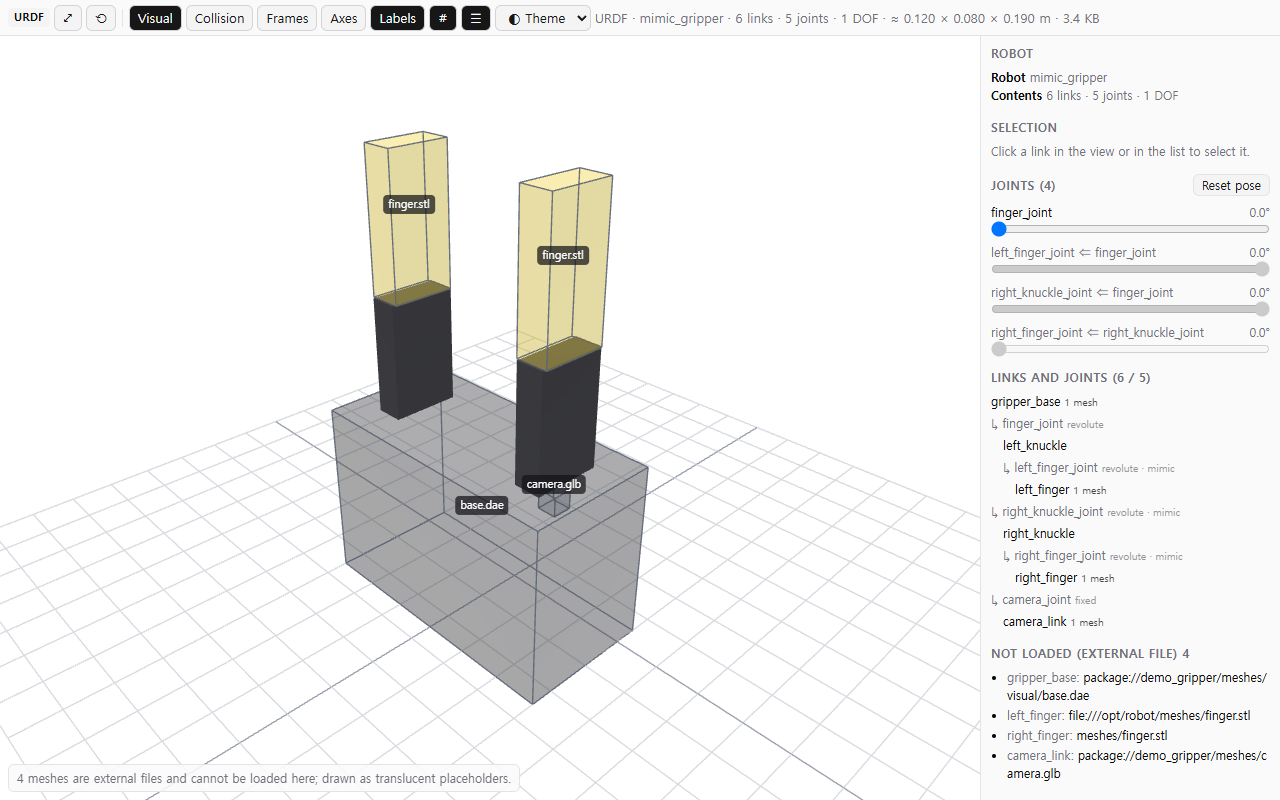 URDF ⤢ ⟲ Visual Collision Frames Axes Labels # ☰ ◐ Theme URDF · mimic_gripper · 6 links · 5 joints · 1 DOF · ≈ 0.120 × 0.080 × 0.190 m · 3.4 KB
finger.stl
finger.stl
camera.glb
base.dae
4 meshes are external files and cannot be loaded here; drawn as translucent placeholders.
ROBOT
Robot mimic_gripper
Contents 6 links · 5 joints · 1 DOF
SELECTION
Click a link in the view or in the list to select it.
JOINTS (4) Reset pose
finger_joint 0.0°
left_finger_joint ⇐ finger_joint 0.0°
right_knuckle_joint ⇐ finger_joint 0.0°
right_finger_joint ⇐ right_knuckle_joint 0.0°
LINKS AND JOINTS (6 / 5)
gripper_base 1 mesh
↳ finger_joint revolute
left_knuckle
↳ left_finger_joint revolute · mimic
left_finger 1 mesh
↳ right_knuckle_joint revolute · mimic
right_knuckle
↳ right_finger_joint revolute · mimic
right_finger 1 mesh
↳ camera_joint fixed
camera_link 1 mesh
NOT LOADED (EXTERNAL FILE) 4
• gripper_base: package://demo_gripper/meshes/
visual/base.dae
• left_finger: file:///opt/robot/meshes/finger.stl
• right_finger: meshes/finger.stl
• camera_link: package://demo_gripper/meshes/c
amera.glb